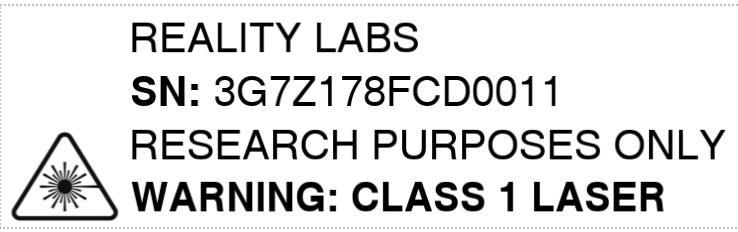 REALITY LABS
SN: 3G7Z178FCD0011
RESEARCH PURPOSES ONLY
WARNING: CLASS 1 LASER